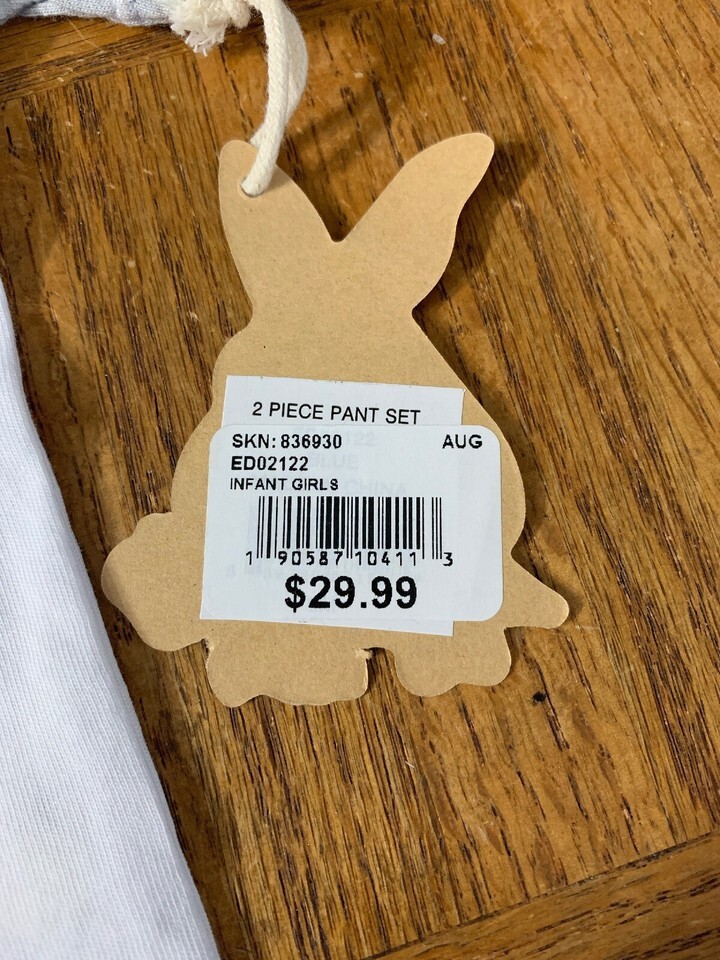 2 PIECE PANT SET
SKN: 836930 AUG
ED02122
INFANT GIRLS
1 90587 10411 3
$29.99